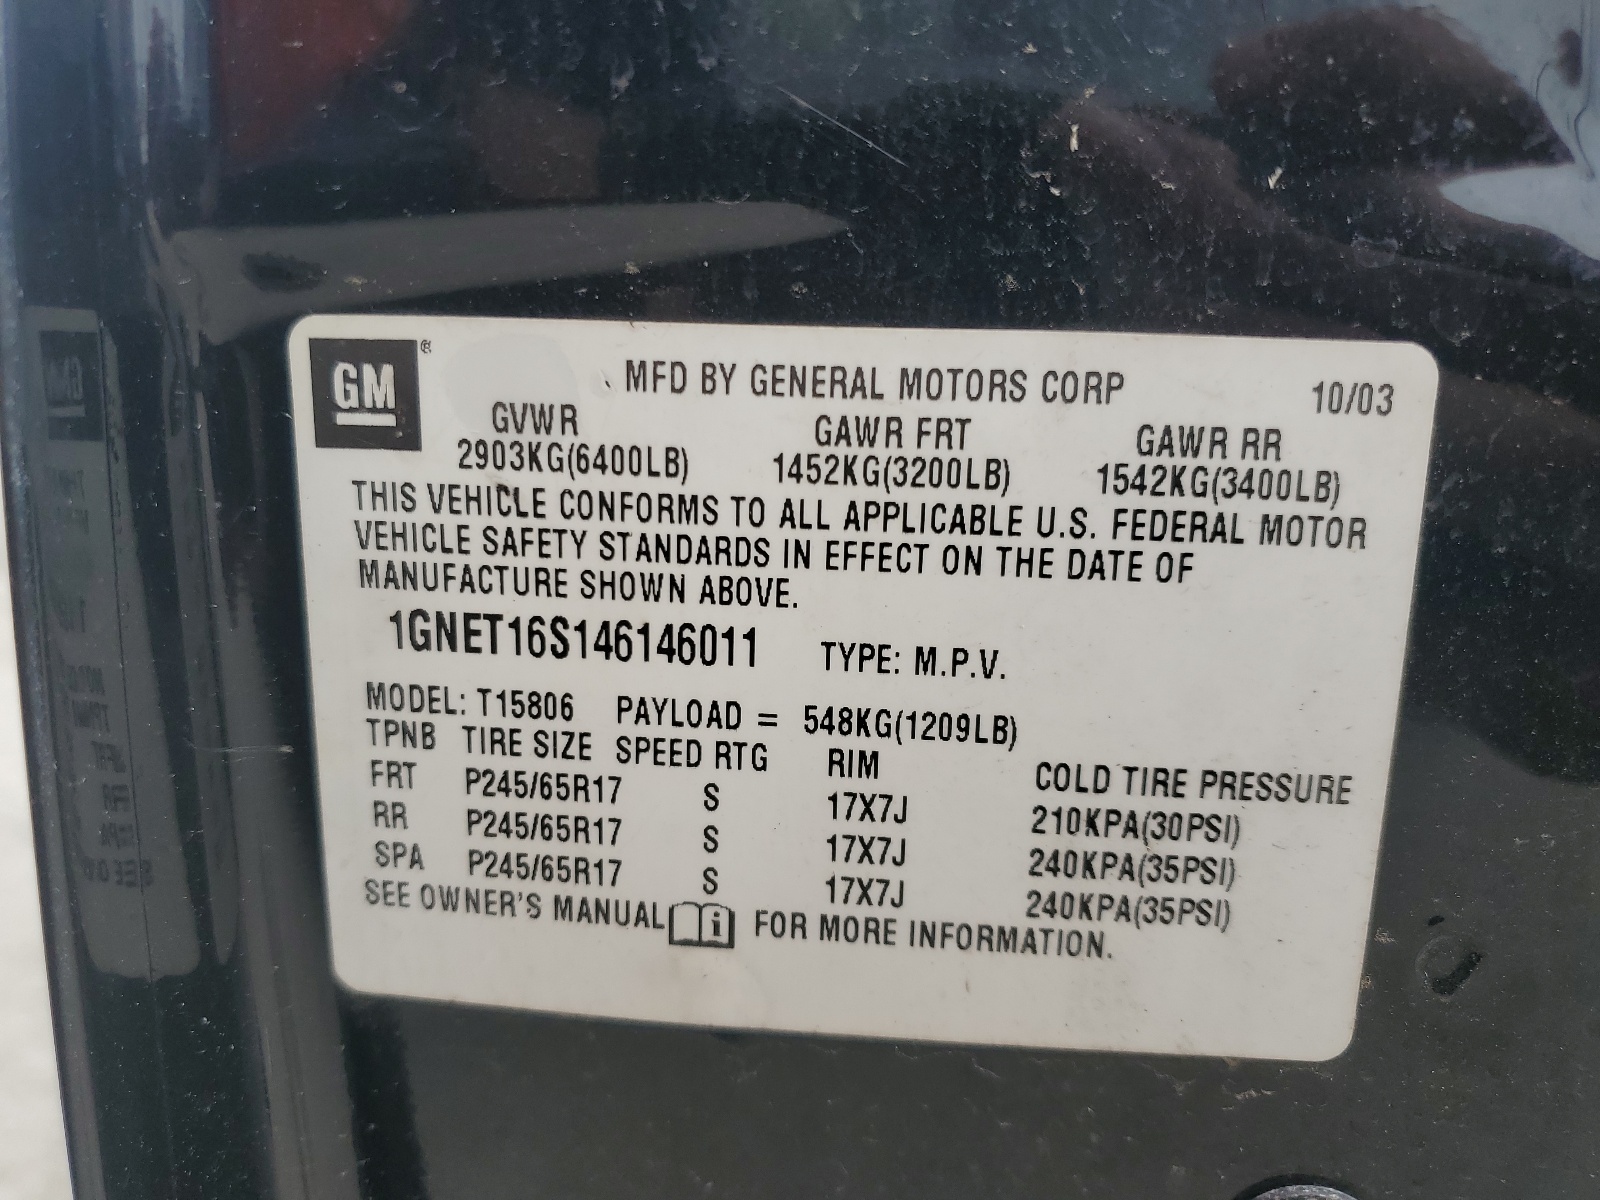 GM®
MFD BY GENERAL MOTORS CORP 10/03
GVWR GAWR FRT GAWR RR
2903KG(6400LB) 1452KG(3200LB) 1542KG(3400LB)
THIS VEHICLE CONFORMS TO ALL APPLICABLE U.S. FEDERAL MOTOR
VEHICLE SAFETY STANDARDS IN EFFECT ON THE DATE OF
MANUFACTURE SHOWN ABOVE.
1GNET16S146146011 TYPE: M.P.V.
MODEL: T15806 PAYLOAD = 548KG(1209LB)
TPNB TIRE SIZE SPEED RTG RIM COLD TIRE PRESSURE
FRT P245/65R17 S 17X7J 210KPA(30PSI)
RR P245/65R17 S 17X7J 240KPA(35PSI)
SPA P245/65R17 S 17X7J 240KPA(35PSI)
SEE OWNER'S MANUAL i FOR MORE INFORMATION.